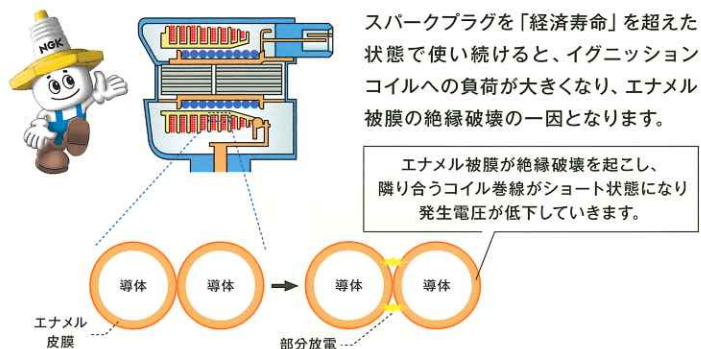 NGK
スパークプラグを「経済寿命」を超えた
状態で使い続けると、イグニッション
コイルへの負荷が大きくなり、エナメル
被膜の絶縁破壊の一因となります。
エナメル被膜が絶縁破壊を起こし、
隣り合うコイル巻線がショート状態になり
発生電圧が低下していきます。
導体
導体
導体
導体
エナメル
皮膜
部分放電